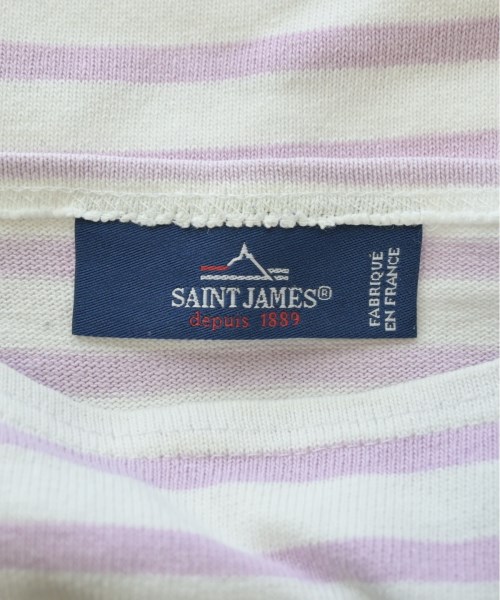 SAINT JAMES®
depuis 1889
FABRIQUÉ
EN FRANCE